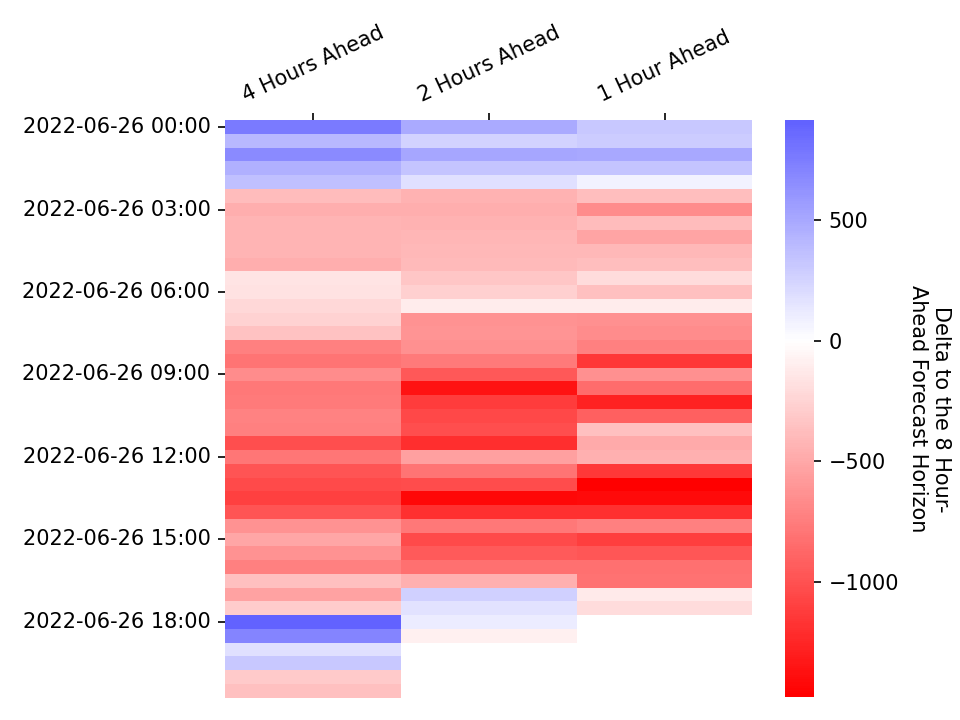 4 Hours Ahead
2 Hours Ahead
1 Hour Ahead
2022-06-26 00:00
2022-06-26 03:00
2022-06-26 06:00
2022-06-26 09:00
2022-06-26 12:00
2022-06-26 15:00
2022-06-26 18:00
500
0
−500
−1000
Delta to the 8 Hour-
Ahead Forecast Horizon